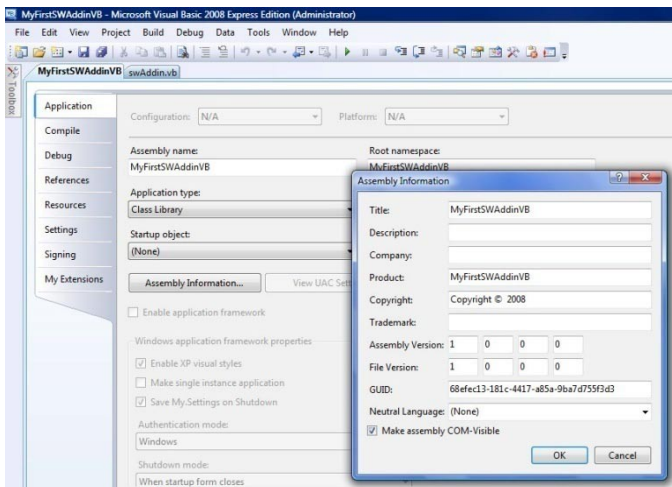 MyFirstSWAddinVB - Microsoft Visual Basic 2008 Express Edition (Administrator)
File Edit View Project Build Debug Data Tools Window Help
Toolbox
MyFirstSWAddinVB swAddin.vb
Application
Compile
Debug
References
Resources
Settings
Signing
My Extensions
Configuration: N/A Platform: N/A
Assembly name: Root namespace:
MyFirstSWAddinVB MyFirstSWAddinVB
Application type:
Class Library
Startup object:
(None)
Assembly Information... View UAC Sett
Enable application framework
Windows application framework properties
Enable XP visual styles
Make single instance application
Save My.Settings on Shutdown
Authentication mode:
Windows
Shutdown mode:
When startup form closes
Assembly Information
Title: MyFirstSWAddinVB
Description:
Company:
Product: MyFirstSWAddinVB
Copyright: Copyright © 2008
Trademark:
Assembly Version: 1 0 0 0
File Version: 1 0 0 0
GUID: 68efec13-181c-4417-a85a-9ba7d755f3d3
Neutral Language: (None)
Make assembly COM-Visible
OK Cancel